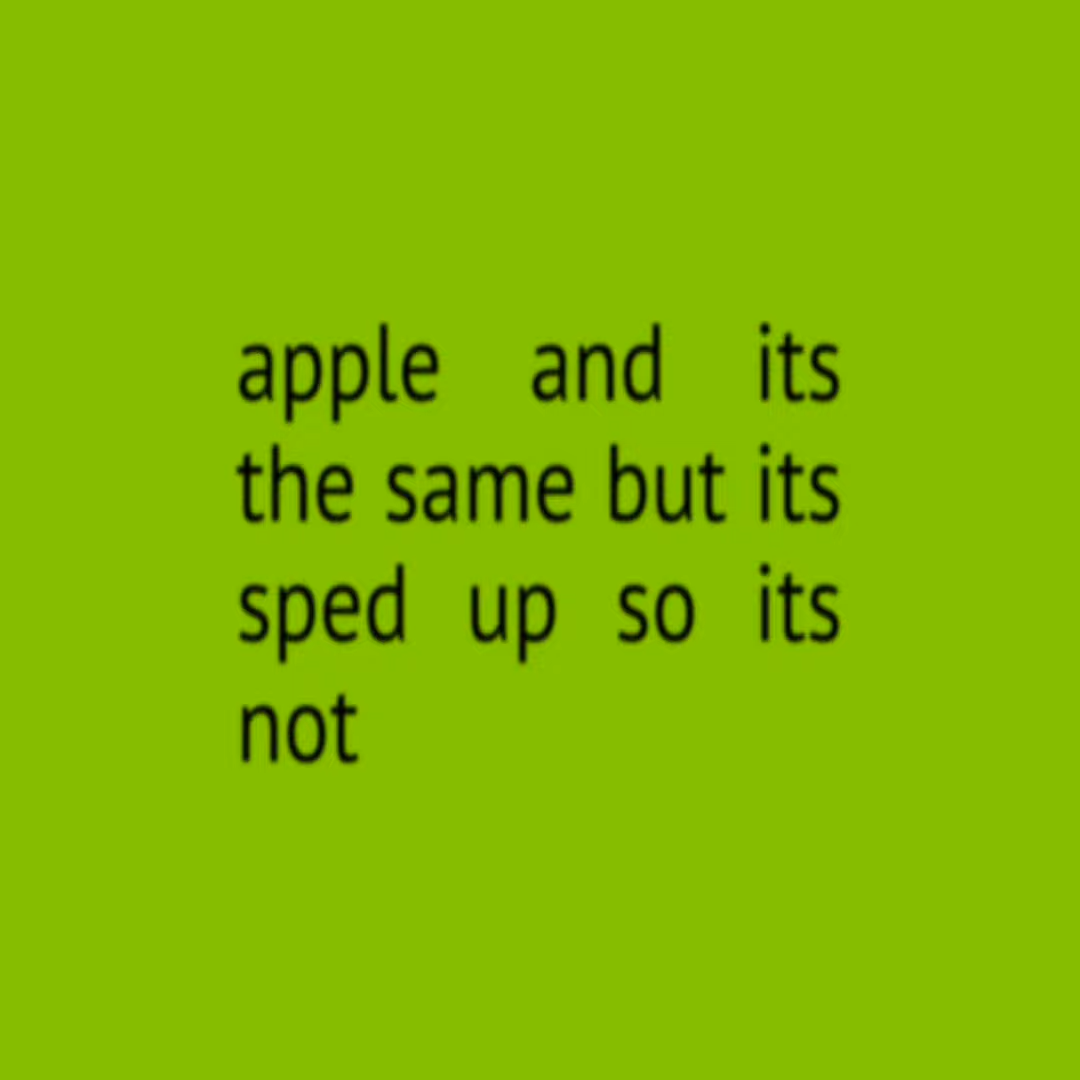 apple and its
the same but its
sped up so its
not